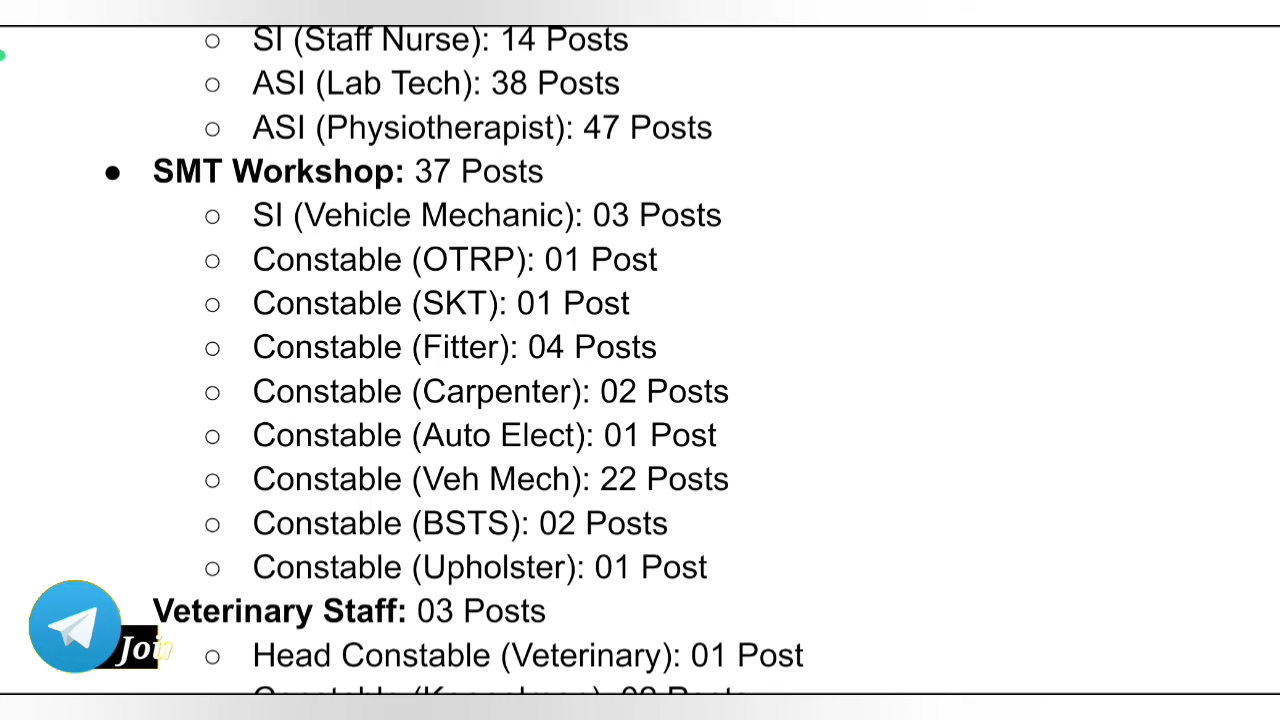 SI (Staff Nurse): 14 Posts
ASI (Lab Tech): 38 Posts
ASI (Physiotherapist): 47 Posts
SMT Workshop: 37 Posts
SI (Vehicle Mechanic): 03 Posts
Constable (OTRP): 01 Post
Constable (SKT): 01 Post
Constable (Fitter): 04 Posts
Constable (Carpenter): 02 Posts
Constable (Auto Elect): 01 Post
Constable (Veh Mech): 22 Posts
Constable (BSTS): 02 Posts
Constable (Upholster): 01 Post
Veterinary Staff: 03 Posts
Join
Head Constable (Veterinary): 01 Post